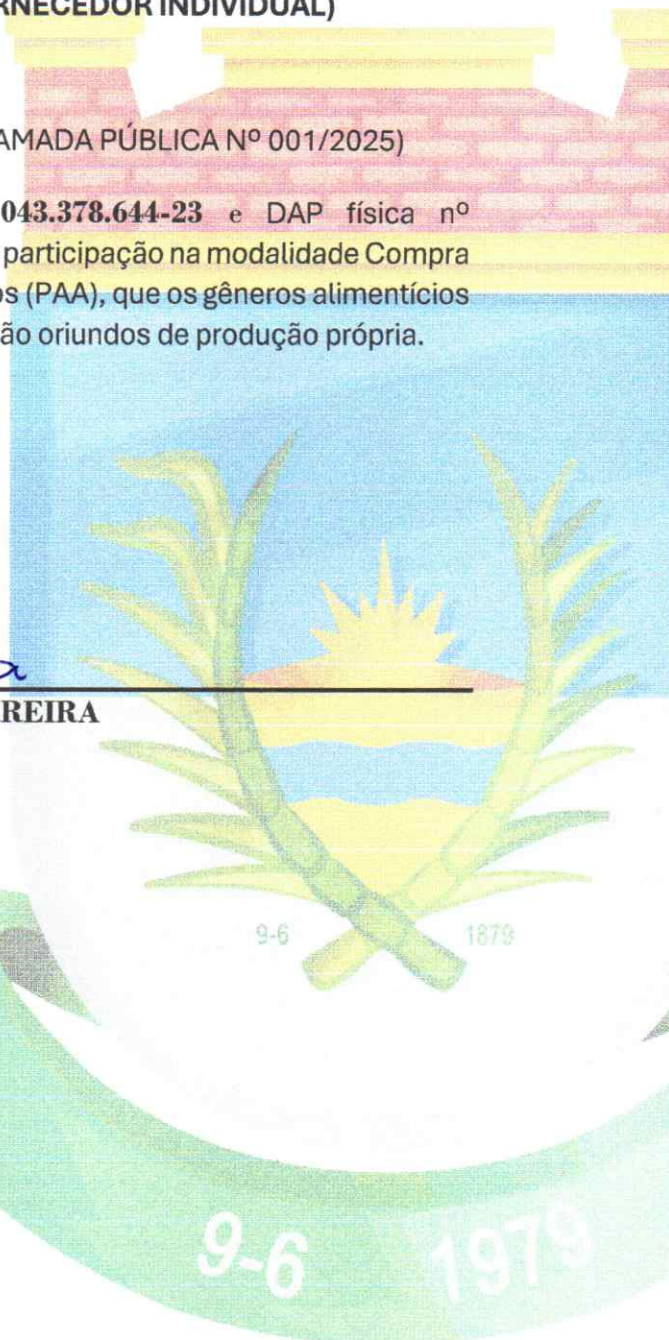 RNECEDOR INDIVIDUAL)
AMADA PÚBLICA Nº 001/2025)
043.378.644-23 e DAP física nº
participação na modalidade Compra
os (PAA), que os gêneros alimentícios
ão oriundos de produção própria.
REIRA
9-6 1879
9-6 1979